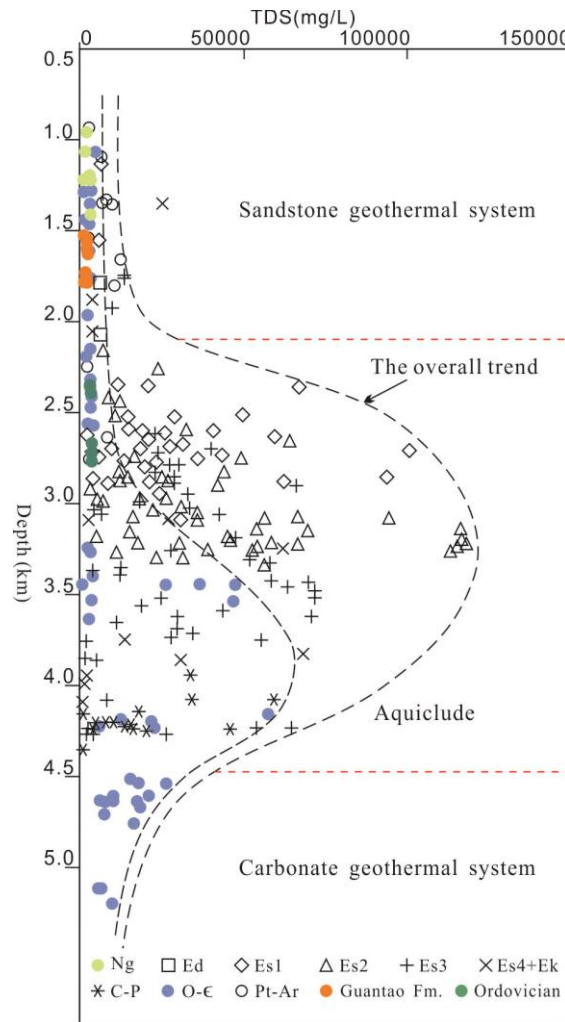 TDS(mg/L)
0 50000 100000 150000
0.5
1.0
Sandstone geothermal system
1.5
2.0
The overall trend
2.5
3.0
Depth (km)
3.5
4.0
Aquiclude
4.5
5.0
Carbonate geothermal system
Ng Ed Es1 Es2 Es3 Es4+Ek
C-P O-Є Pt-Ar Guantao Fm. Ordovician